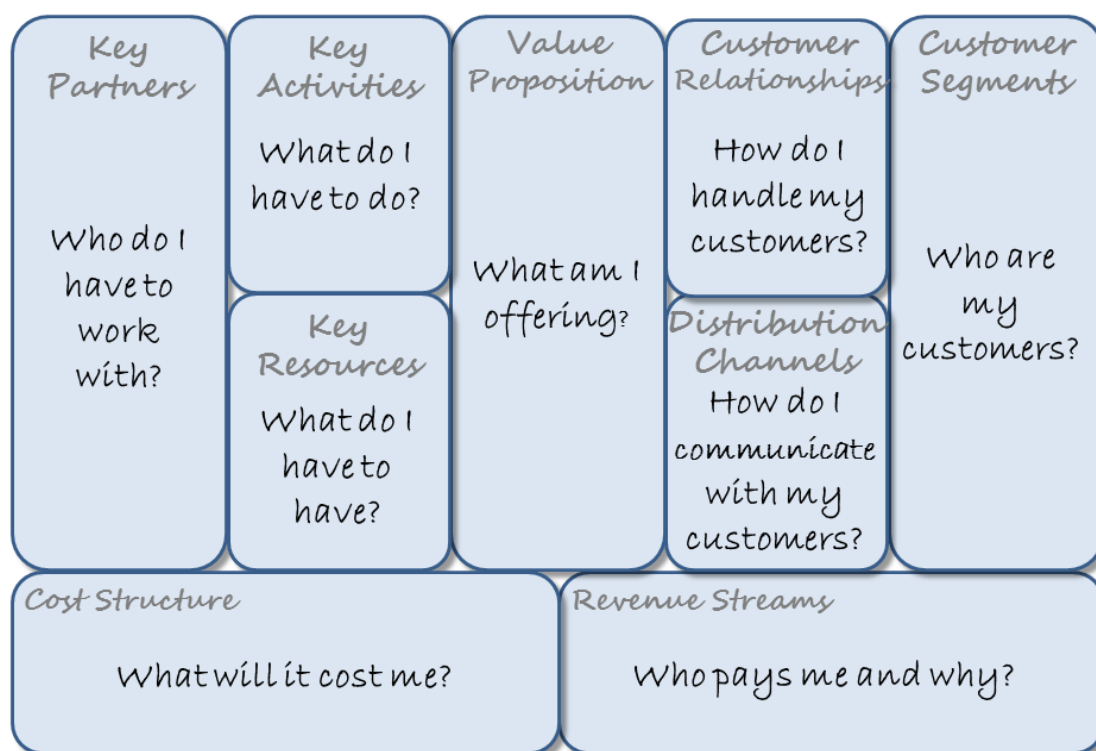 Key
Partners
Who do I
have to
work
with?
Key
Activities
What do I
have to do?
Key
Resources
What do I
have to
have?
Value
Proposition
What am I
offering?
Customer
Relationships
How do I
handle my
customers?
Distribution
Channels
How do I
communicate
with my
customers?
Customer
Segments
Who are
my
customers?
Cost Structure
What will it cost me?
Revenue Streams
Who pays me and why?